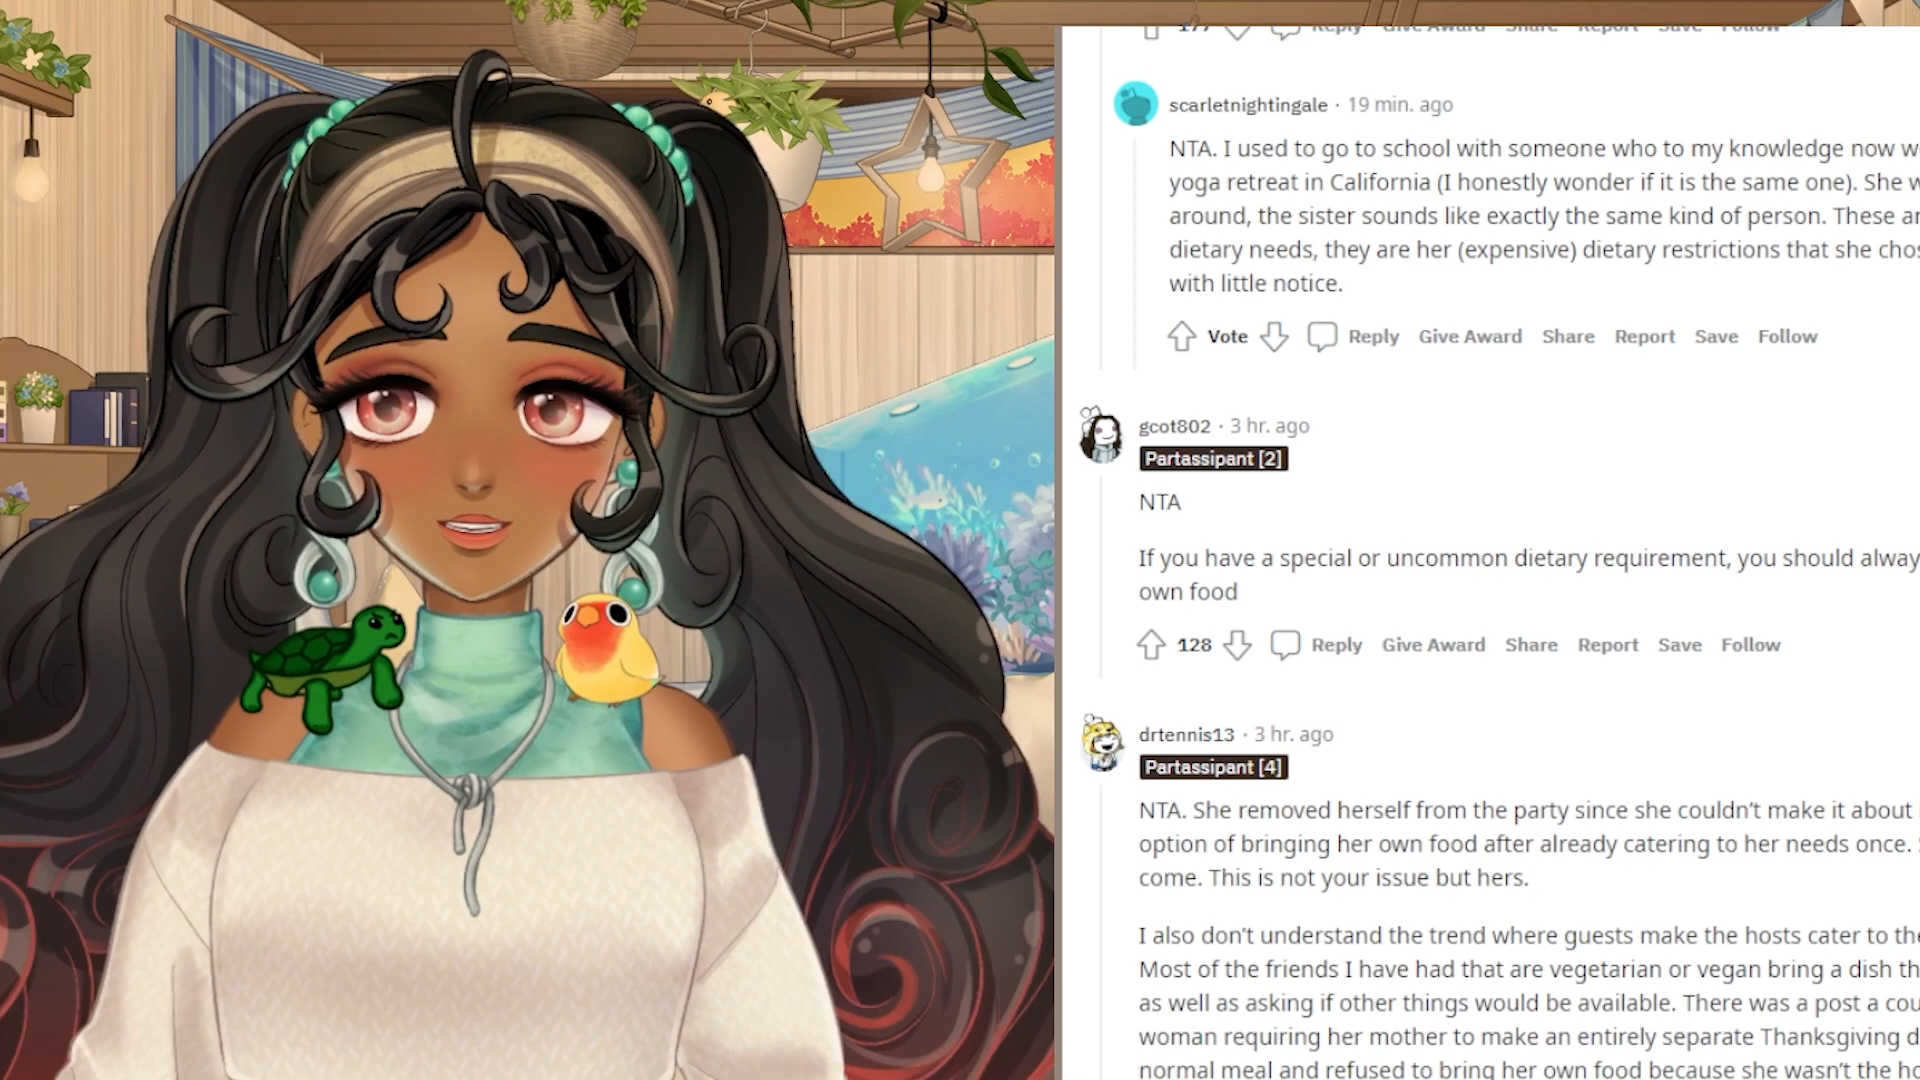 177 Reply Give Award Share Report Save Follow
scarletnightingale · 19 min. ago
NTA. I used to go to school with someone who to my knowledge now
yoga retreat in California (I honestly wonder if it is the same one). She
around, the sister sounds like exactly the same kind of person. These
dietary needs, they are her (expensive) dietary restrictions that she
with little notice.
Vote Reply Give Award Share Report Save Follow
gcot802 · 3 hr. ago
Partassipant [2]
NTA
If you have a special or uncommon dietary requirement, you should
own food
128 Reply Give Award Share Report Save Follow
drtennis13 · 3 hr. ago
Partassipant [4]
NTA. She removed herself from the party since she couldn't make it about
option of bringing her own food after already catering to her needs once.
come. This is not your issue but hers.
I also don't understand the trend where guests make the hosts cater to
Most of the friends I have had that are vegetarian or vegan bring a dish
as well as asking if other things would be available. There was a post a
woman requiring her mother to make an entirely separate Thanksgiving
normal meal and refused to bring her own food because she wasn't the